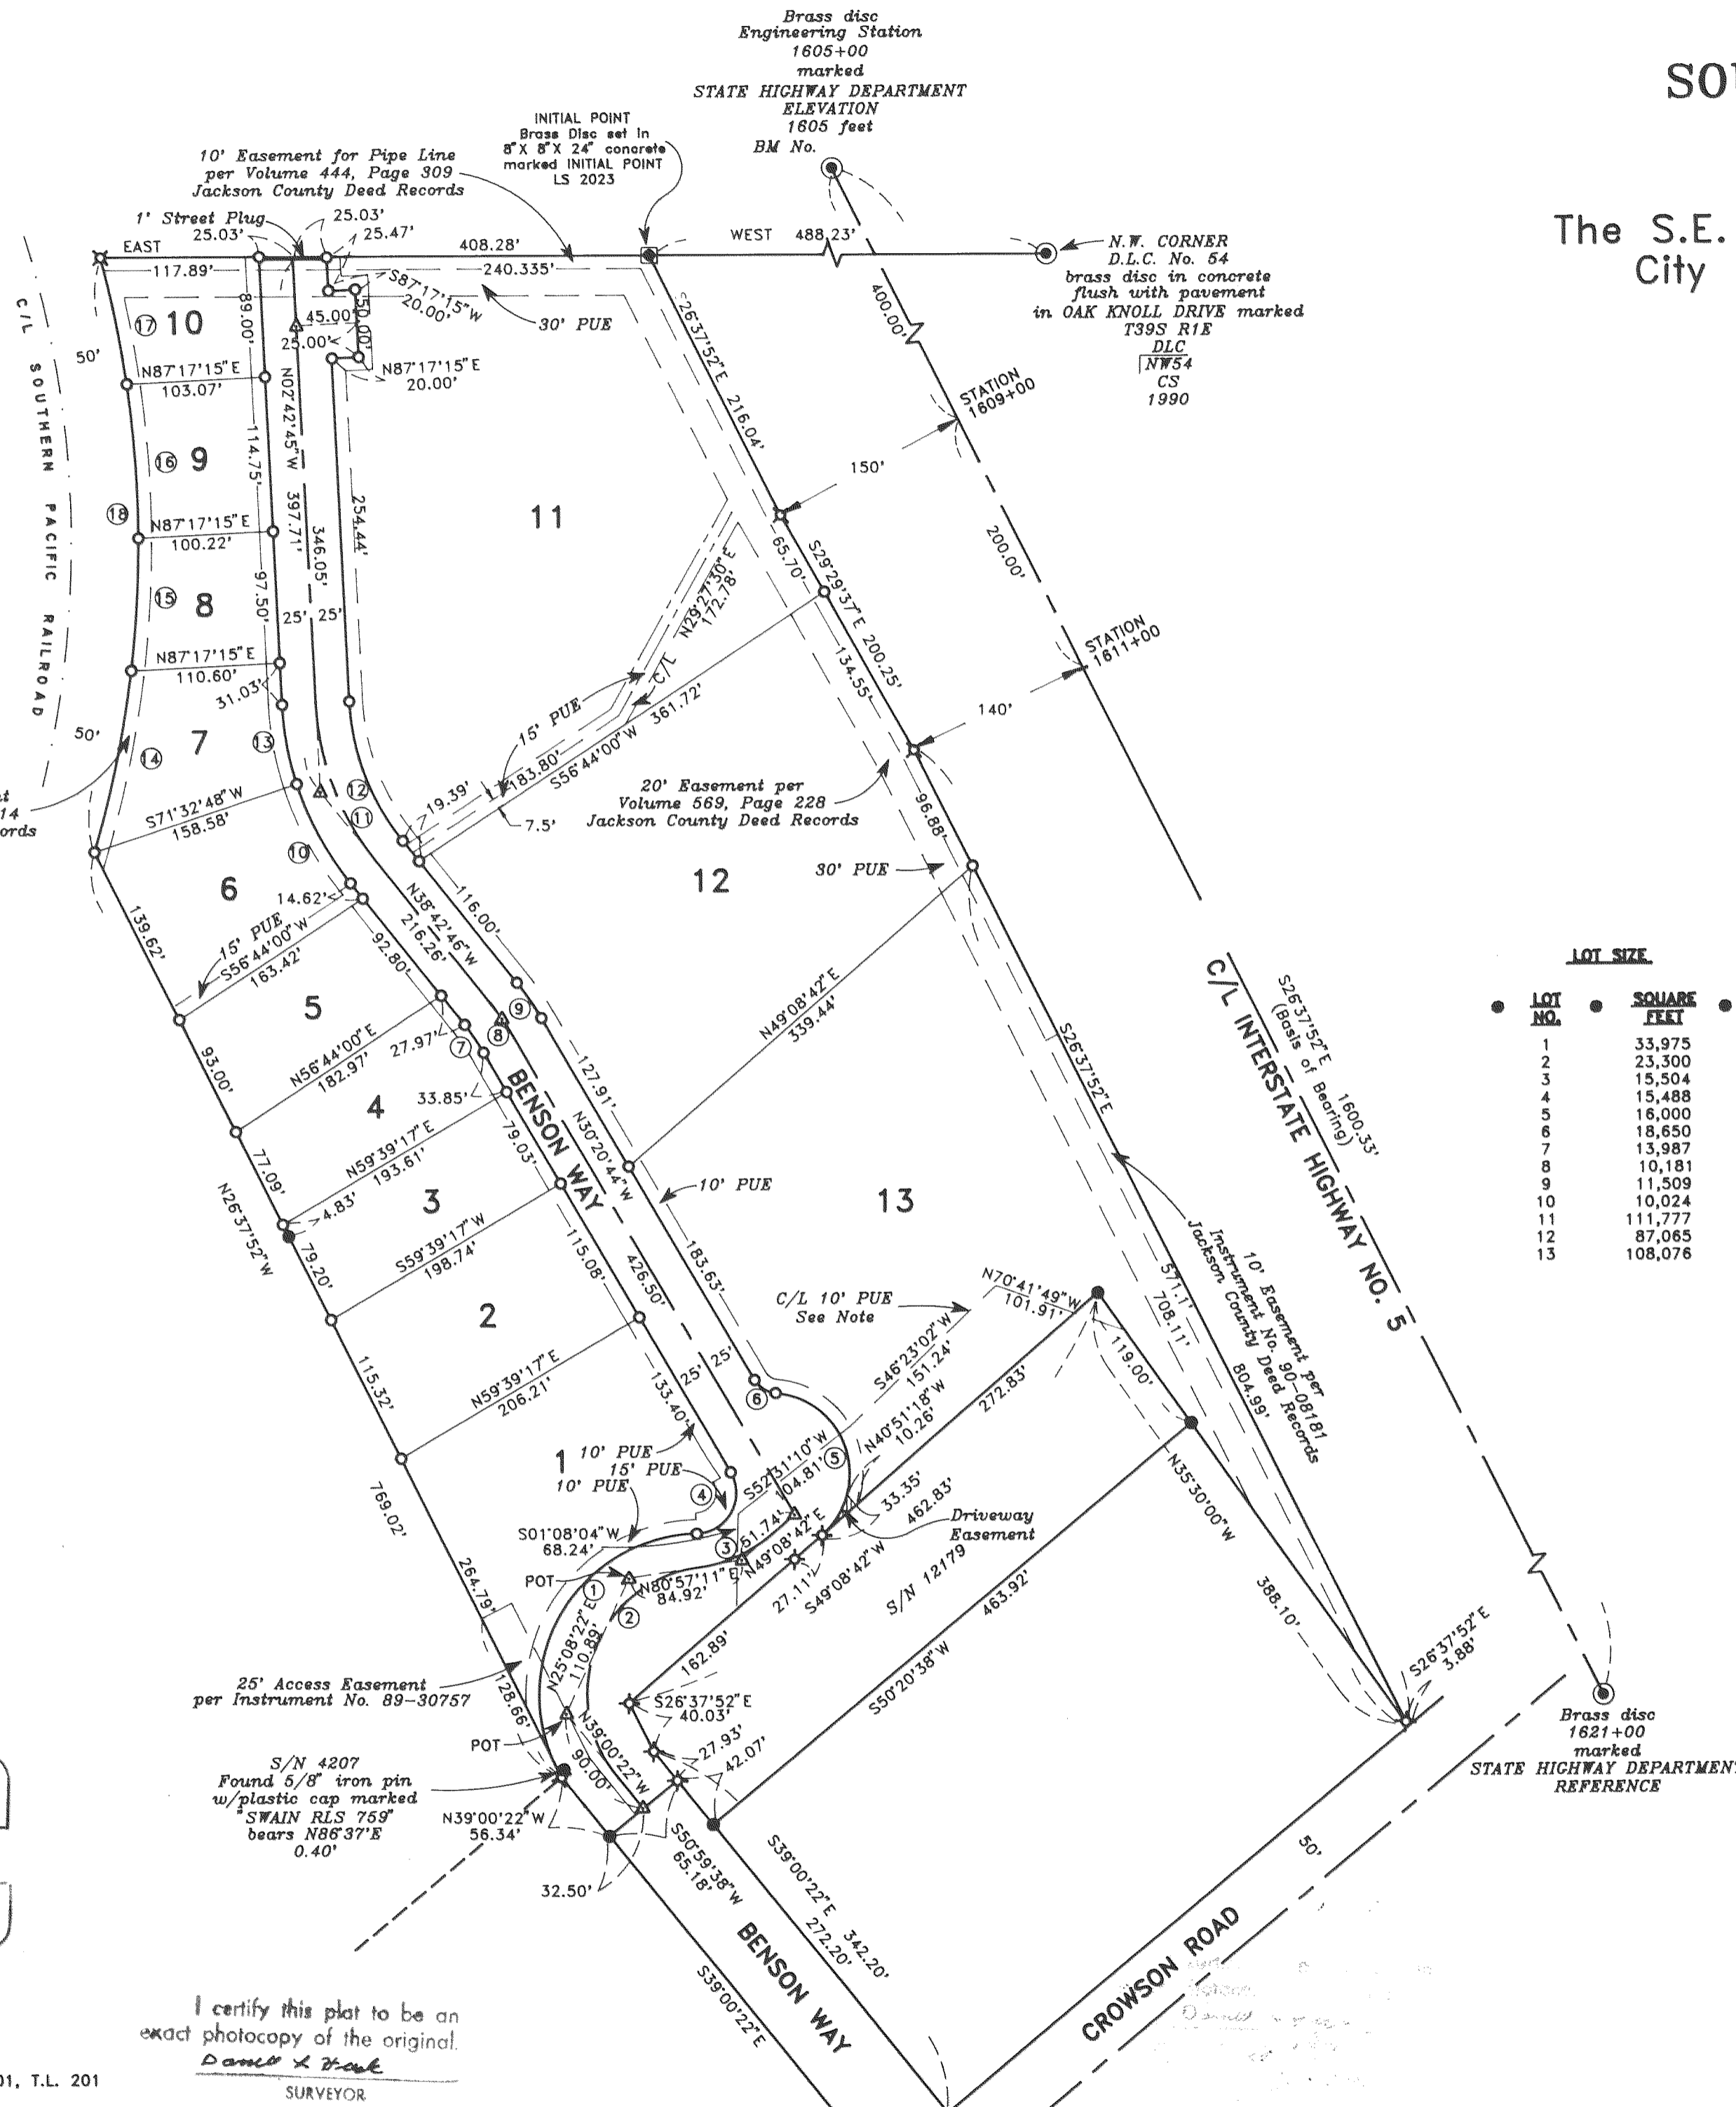 Brass disc
Engineering Station
1605+00
marked
STATE HIGHWAY DEPARTMENT
ELEVATION
1605 feet
BM No.
SOU
The S.E.
City
INITIAL POINT
Brass Disc set in
8"X 8"X 24" concrete
marked INITIAL POINT
LS 2023
10' Easement for Pipe Line
per Volume 444, Page 309
Jackson County Deed Records
1' Street Plug
25.03'
25.03'
25.47'
EAST
408.28'
WEST 488.23'
117.89'
240.335'
N.W. CORNER
D.L.C. No. 54
brass disc in concrete
flush with pavement
in OAK KNOLL DRIVE marked
T39S R1E
DLC
NW54
CS
1990
S87°17'15"W
20.00'
30' PUE
50.00'
45.00'
25.00'
N87°17'15"E
20.00'
89.00'
17
10
50'
N87°17'15"E
103.07'
C/L SOUTHERN PACIFIC RAILROAD
N02°42'45"W 397.71'
346.05'
114.75'
254.44'
16
9
18
N87°17'15"E
100.22'
97.50'
15
8
25' 25'
N87°17'15"E
110.60'
31.03'
50'
7
13
14
12
11
S71°32'48"W
158.58'
14
ords
10
6
14.62'
139.62'
15' PUE
S56°44'00"W
163.42'
11
S26°37'52"E 216.04'
400.00'
STATION
1609+00
150'
65.70'
S29°29'37"E 200.25'
134.55'
200.00'
STATION
1611+00
140'
N29°27'30"E
172.78'
C/L
15' PUE
361.72'
183.80'
S56°44'00"W
19.39'
7.5'
20' Easement per
Volume 569, Page 228
Jackson County Deed Records
96.88'
30' PUE
12
116.00'
N38°42'46"W
216.26'
92.80'
5
9
8
7
27.97'
93.00'
N56°44'00"E
182.97'
4
33.85'
79.03'
127.91'
N49°08'42"E
339.44'
S26°37'52"E
C/L INTERSTATE HIGHWAY NO. 5
S26°37'52"E 1600.33'
(Basis of Bearing)
LOT SIZE
LOT NO. SQUARE FEET
1 33,975
2 23,300
3 15,504
4 15,488
5 16,000
6 18,650
7 13,987
8 10,181
9 11,509
10 10,024
11 111,777
12 87,065
13 108,076
77.09'
N59°39'17"E
193.61'
4.83'
BENSON WAY
N30°20'44"W
426.50'
10' PUE
13
3
N26°37'52"W
769.02'
79.20'
S59°39'17"W
198.74'
115.08'
183.63'
2
115.32'
N59°39'17"E
206.21'
133.40'
25' 25'
C/L 10' PUE
See Note
N70°41'49"W
101.91'
S46°23'02"W
151.24'
571.1'
708.11'
804.99'
10' Easement per
Instrument No. 90-08181
Jackson County Deed Records
6
5
119.00'
272.83'
N40°51'18"W
10.26'
1
10' PUE
15' PUE
10' PUE
S52°31'10"W
104.81'
4
33.35'
462.83'
Driveway
Easement
N35°30'00"W
388.10'
S01°08'04"W
68.24'
3
51.74'
N49°08'42"E
POT
N80°57'11"E
84.92'
1
2
27.11'
S49°08'42"W
S/N 12179
463.92'
S50°20'38"W
264.79'
N25°08'22"E
110.89'
162.89'
25' Access Easement
per Instrument No. 89-30757
128.66'
S26°37'52"E
40.03'
27.93'
42.07'
POT
N39°00'22"W
90.00'
S26°37'52"E
3.88'
Brass disc
1621+00
marked
STATE HIGHWAY DEPARTMENT
REFERENCE
S/N 4207
Found 5/8" iron pin
w/plastic cap marked
"SWAIN RLS 759"
bears N86°37'E
0.40'
N39°00'22"W
56.34'
32.50'
S50°59'38"W
65.18'
S39°00'22"E 342.20'
272.20'
50'
BENSON WAY
S39°00'22"E
CROWSON ROAD
I certify this plat to be an
exact photocopy of the original.
SURVEYOR
01, T.L. 201